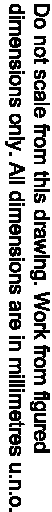 Do not scale from this drawing. Work from figured
dimensions only. All dimensions are in millimetres u.n.o.